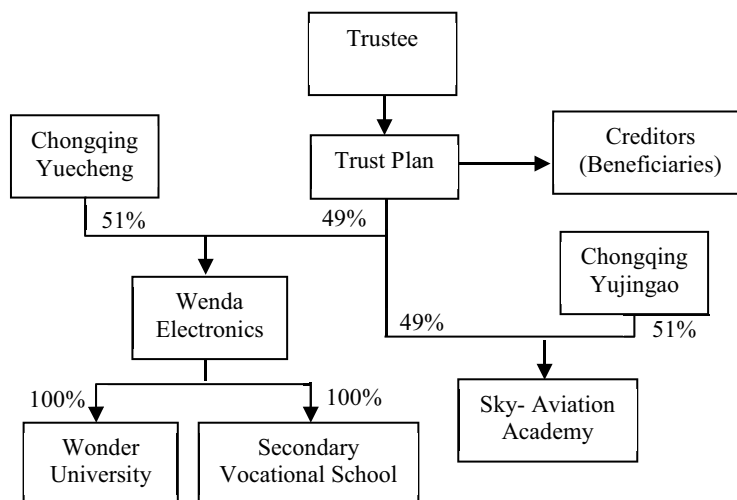 Trustee
Chongqing
Yuecheng
Trust Plan
Creditors
(Beneficiaries)
51%
49%
Wenda
Electronics
Chongqing
Yujingao
49%
51%
100%
100%
Wonder
University
Secondary
Vocational School
Sky- Aviation
Academy